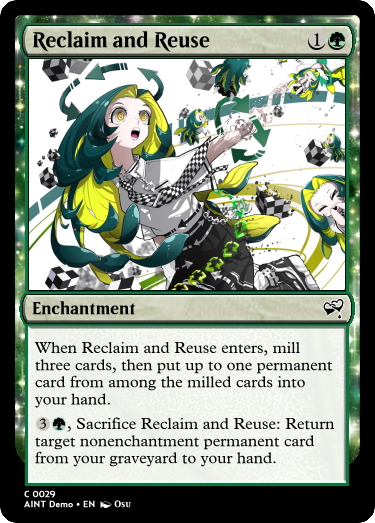 Reclaim and Reuse 1
Enchantment
When Reclaim and Reuse enters, mill
three cards, then put up to one permanent
card from among the milled cards into
your hand.
3, Sacrifice Reclaim and Reuse: Return
target nonenchantment permanent card
from your graveyard to your hand.
C 0029
AINT Demo • EN Osu